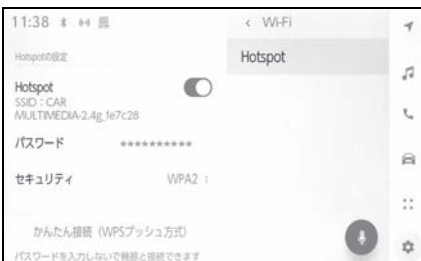 11:38
Wi-Fi
Hotspotの設定
Hotspot
Hotspot
SSID : CAR
MULTIMEDIA-2.4g_fe7c28
パスワード **********
セキュリティ WPA2
かんたん接続（WPSプッシュ方式）
パスワードを入力しないで機器と接続できます